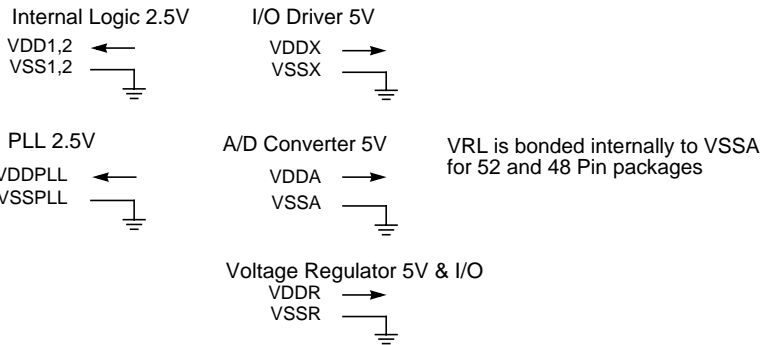 Internal Logic 2.5V
VDD1,2
VSS1,2
I/O Driver 5V
VDDX
VSSX
PLL 2.5V
VDDPLL
VSSPLL
A/D Converter 5V
VDDA
VSSA
VRL is bonded internally to VSSA
for 52 and 48 Pin packages
Voltage Regulator 5V & I/O
VDDR
VSSR